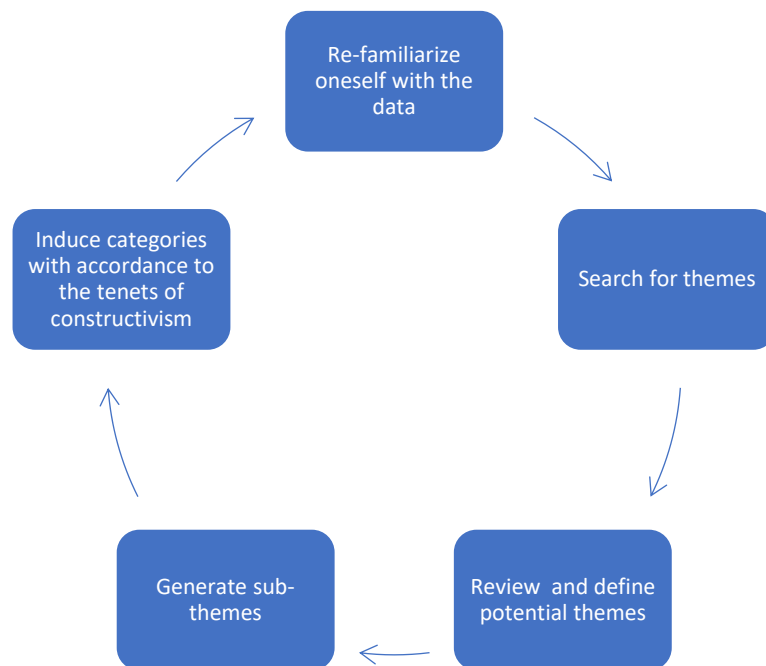 Re-familiarize
oneself with the
data
Search for themes
Review  and define
potential themes
Generate sub-
themes
Induce categories
with accordance to
the tenets of
constructivism